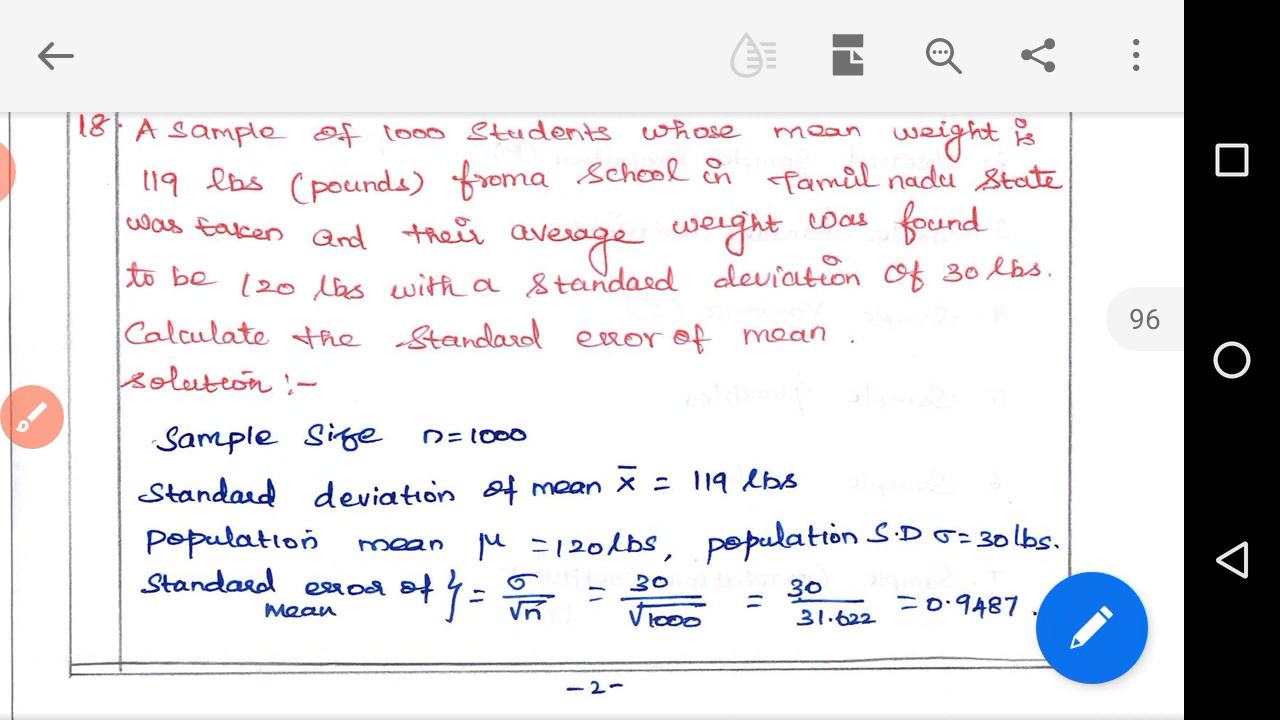 18. A sample of 1000 students whose mean weight is
119 lbs (pounds) froma school in Tamil nadu State
was taken and their average weight was found
to be 120 lbs with a standard deviation of 30 lbs.
Calculate the standard error of mean.
Solution :-
Sample Size n=1000
Standard deviation of mean x̄ = 119 lbs
Population mean μ = 120 lbs, population S.D σ=30 lbs.
Standard error of mean } = σ/√n = 30/√1000 = 30/31.622 = 0.9487.
-2-
96